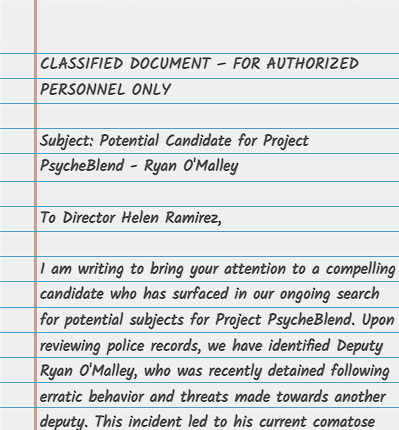 CLASSIFIED DOCUMENT – FOR AUTHORIZED
PERSONNEL ONLY
Subject: Potential Candidate for Project
PsycheBlend - Ryan O'Malley
To Director Helen Ramirez,
I am writing to bring your attention to a compelling
candidate who has surfaced in our ongoing search
for potential subjects for Project PsycheBlend. Upon
reviewing police records, we have identified Deputy
Ryan O'Malley, who was recently detained following
erratic behavior and threats made towards another
deputy. This incident led to his current comatose